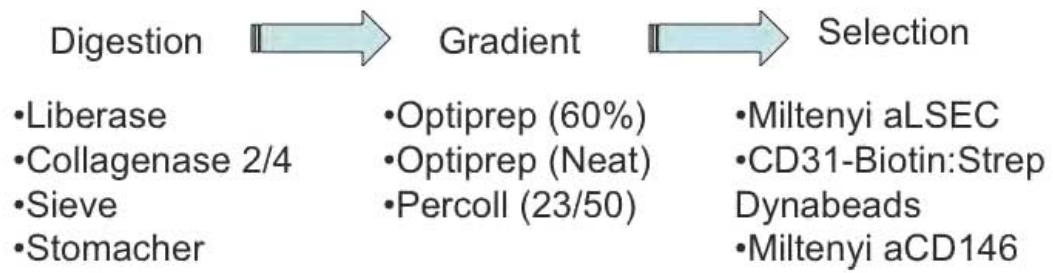 Digestion
Gradient
Selection
•Liberase
•Collagenase 2/4
•Sieve
•Stomacher
•Optiprep (60%)
•Optiprep (Neat)
•Percoll (23/50)
•Miltenyi aLSEC
•CD31-Biotin:Strep
Dynabeads
•Miltenyi aCD146